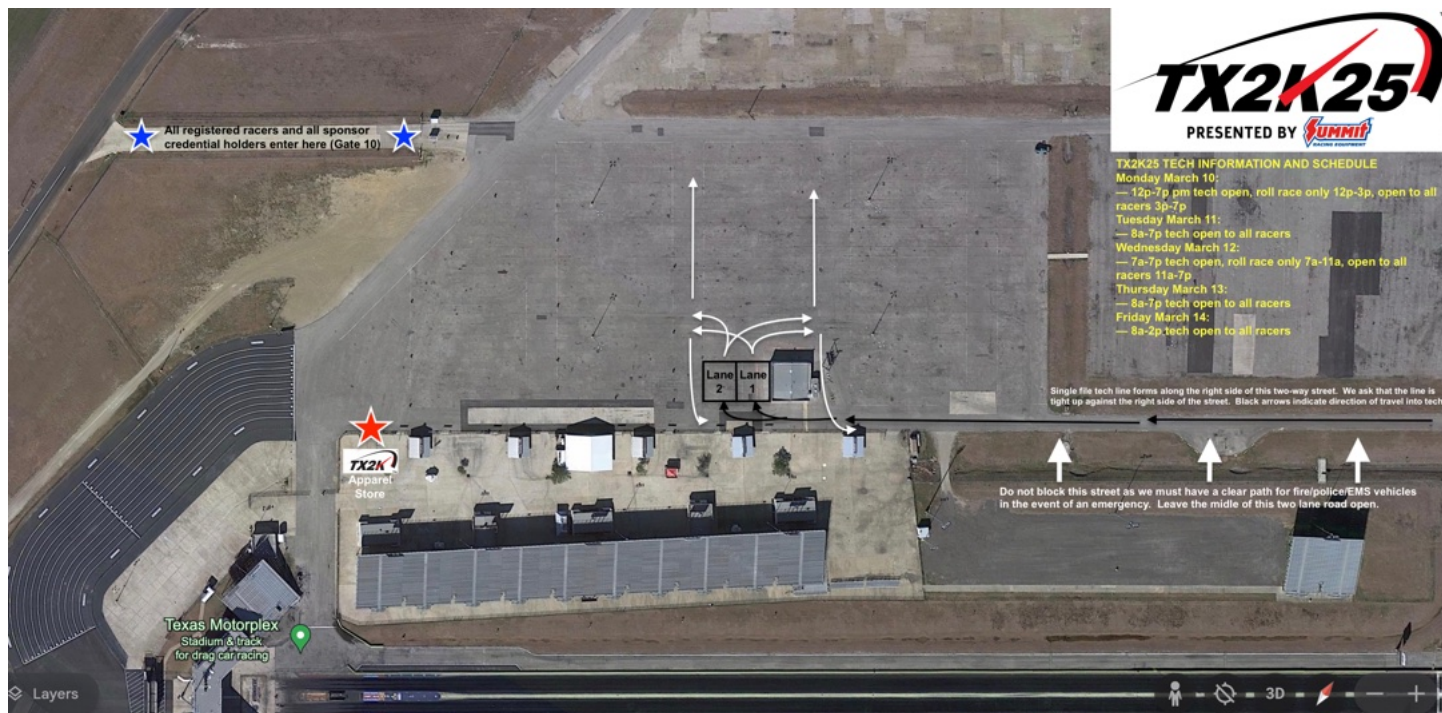 All registered racers and all sponsor
credential holders enter here (Gate 10)
TX2K25
PRESENTED BY SUMMIT
RACING EQUIPMENT
TX2K25 TECH INFORMATION AND SCHEDULE
Monday March 10:
— 12p-7p pm tech open, roll race only 12p-3p, open to all
racers 3p-7p
Tuesday March 11:
— 8a-7p tech open to all racers
Wednesday March 12:
— 7a-7p tech open, roll race only 7a-11a, open to all
racers 11a-7p
Thursday March 13:
— 8a-7p tech open to all racers
Friday March 14:
— 8a-2p tech open to all racers
Lane
2
Lane
1
Single file tech line forms along the right side of this two-way street. We ask that the line is
tight up against the right side of the street. Black arrows indicate direction of travel into tech
TX2K
Apparel
Store
Do not block this street as we must have a clear path for fire/police/EMS vehicles
in the event of an emergency. Leave the midle of this two lane road open.
Texas Motorplex
Stadium & track
for drag car racing
Layers
3D